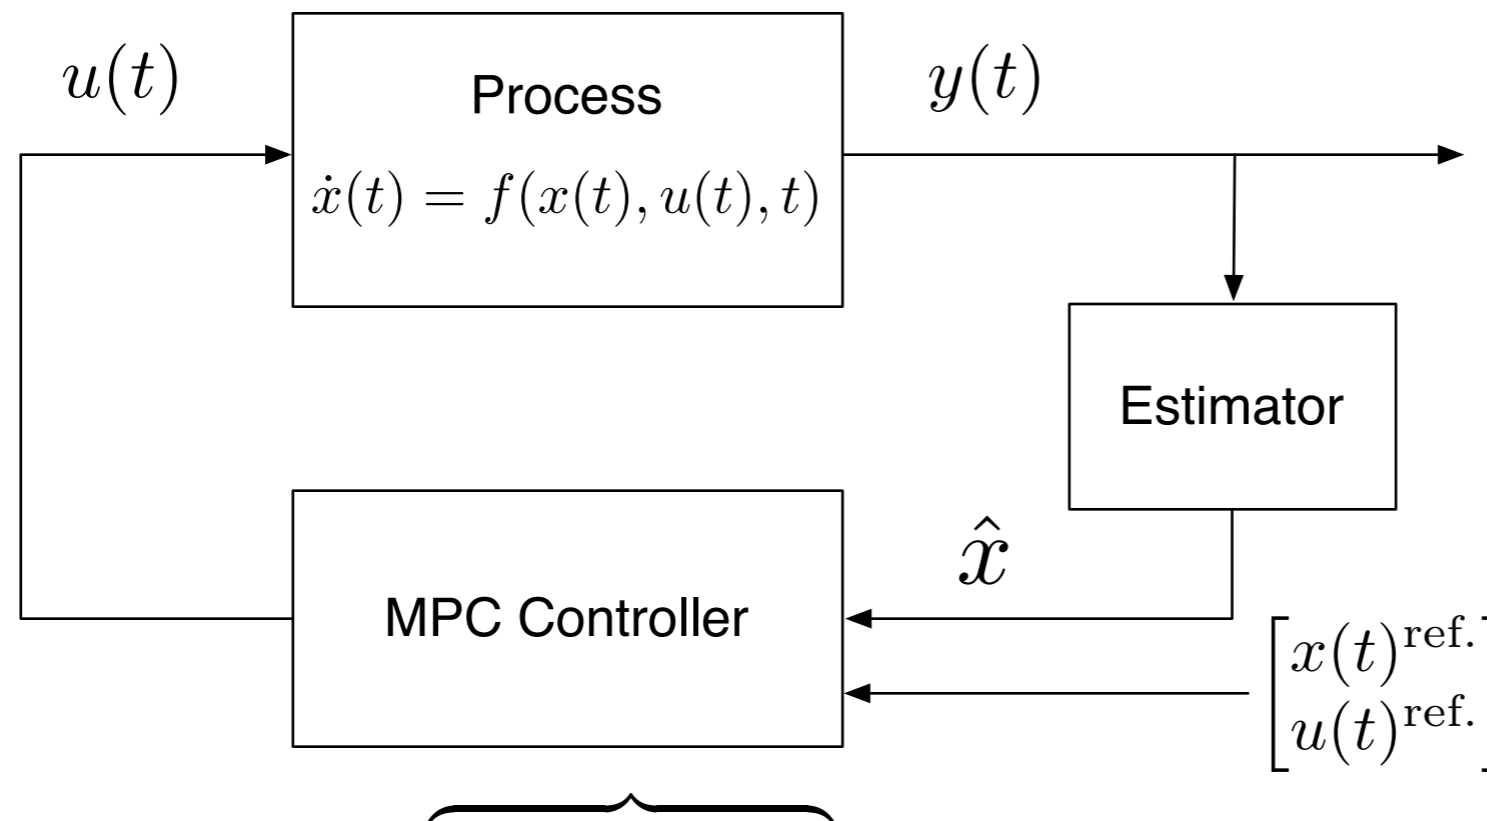 u(t)
Process
y(t)
ẋ(t) = f(x(t), u(t), t)
Estimator
x̂
MPC Controller
[x(t)^ref.]
[u(t)^ref.]